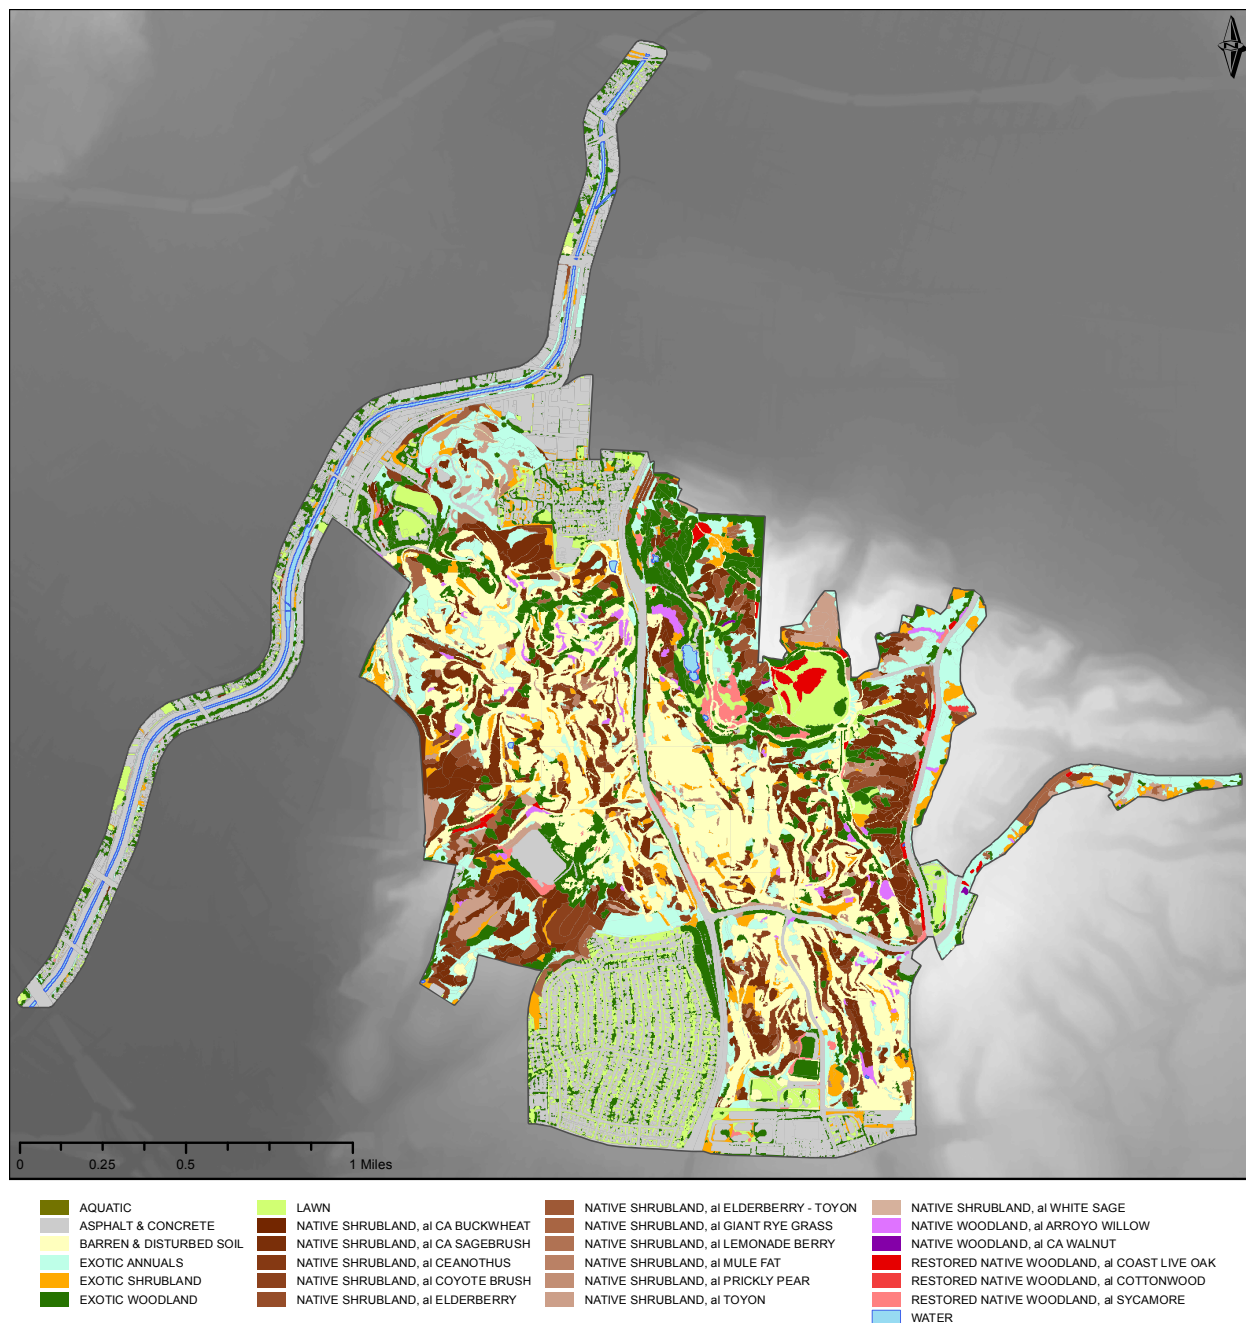 N
0 0.25 0.5 1 Miles
AQUATIC
ASPHALT & CONCRETE
BARREN & DISTURBED SOIL
EXOTIC ANNUALS
EXOTIC SHRUBLAND
EXOTIC WOODLAND
LAWN
NATIVE SHRUBLAND, al CA BUCKWHEAT
NATIVE SHRUBLAND, al CA SAGEBRUSH
NATIVE SHRUBLAND, al CEANOTHUS
NATIVE SHRUBLAND, al COYOTE BRUSH
NATIVE SHRUBLAND, al ELDERBERRY
NATIVE SHRUBLAND, al ELDERBERRY - TOYON
NATIVE SHRUBLAND, al GIANT RYE GRASS
NATIVE SHRUBLAND, al LEMONADE BERRY
NATIVE SHRUBLAND, al MULE FAT
NATIVE SHRUBLAND, al PRICKLY PEAR
NATIVE SHRUBLAND, al TOYON
NATIVE SHRUBLAND, al WHITE SAGE
NATIVE WOODLAND, al ARROYO WILLOW
NATIVE WOODLAND, al CA WALNUT
RESTORED NATIVE WOODLAND, al COAST LIVE OAK
RESTORED NATIVE WOODLAND, al COTTONWOOD
RESTORED NATIVE WOODLAND, al SYCAMORE
WATER